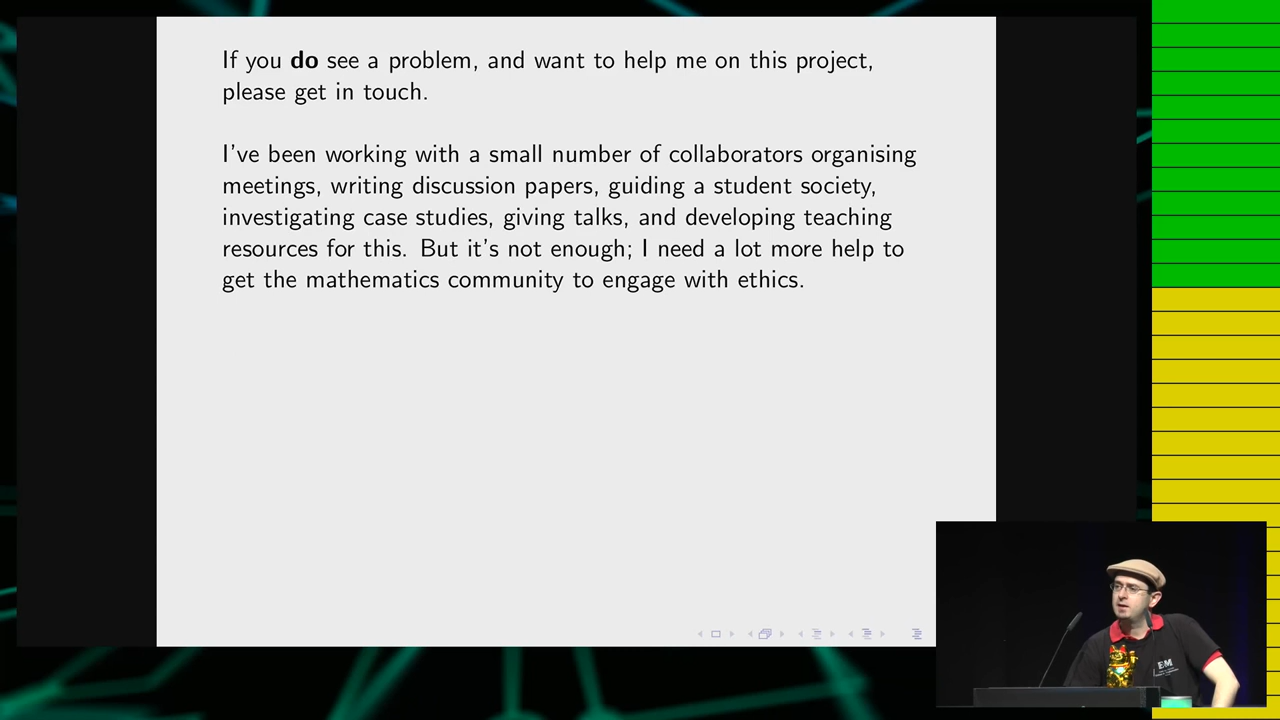 If you do see a problem, and want to help me on this project,
please get in touch.
I've been working with a small number of collaborators organising
meetings, writing discussion papers, guiding a student society,
investigating case studies, giving talks, and developing teaching
resources for this. But it's not enough; I need a lot more help to
get the mathematics community to engage with ethics.